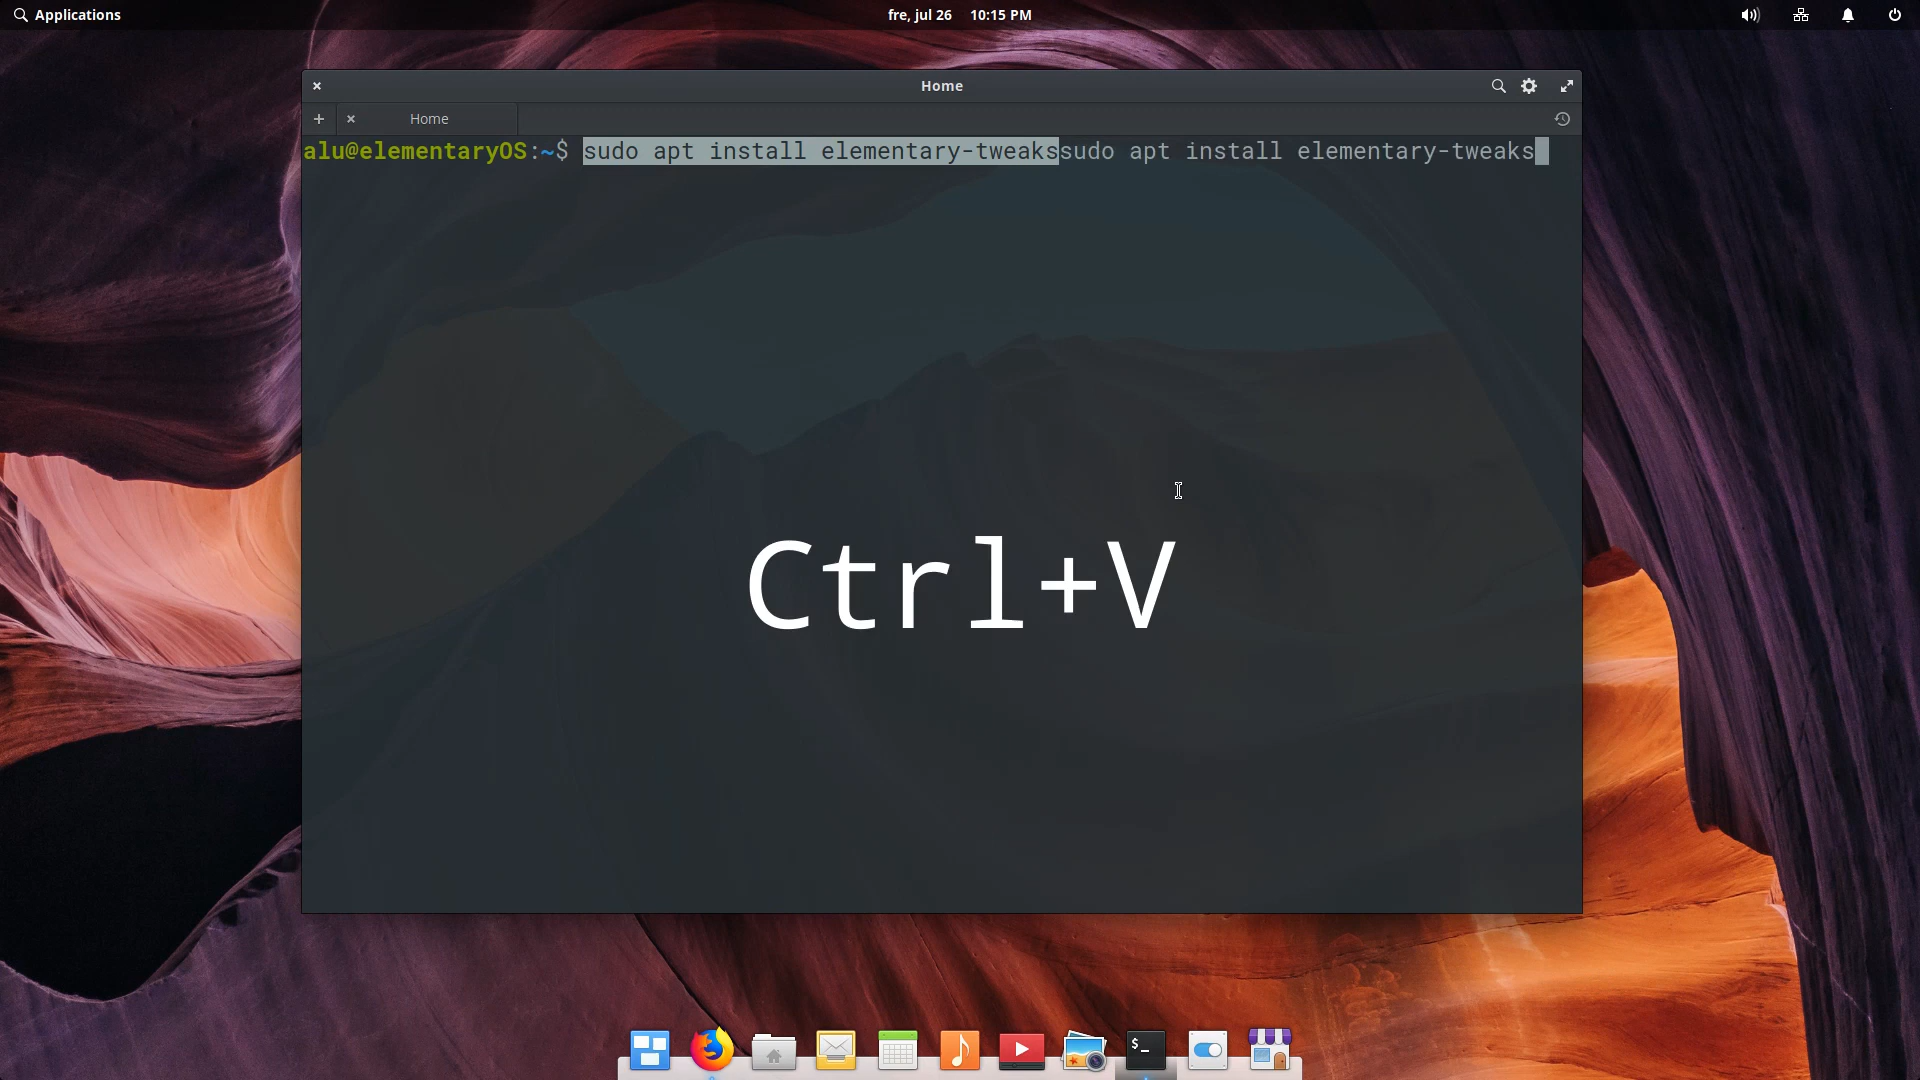 Applications
fre, jul 26 10:15 PM
Home
Home
alu@elementaryOS:~$ sudo apt install elementary-tweakssudo apt install elementary-tweaks
Ctrl+V
$_